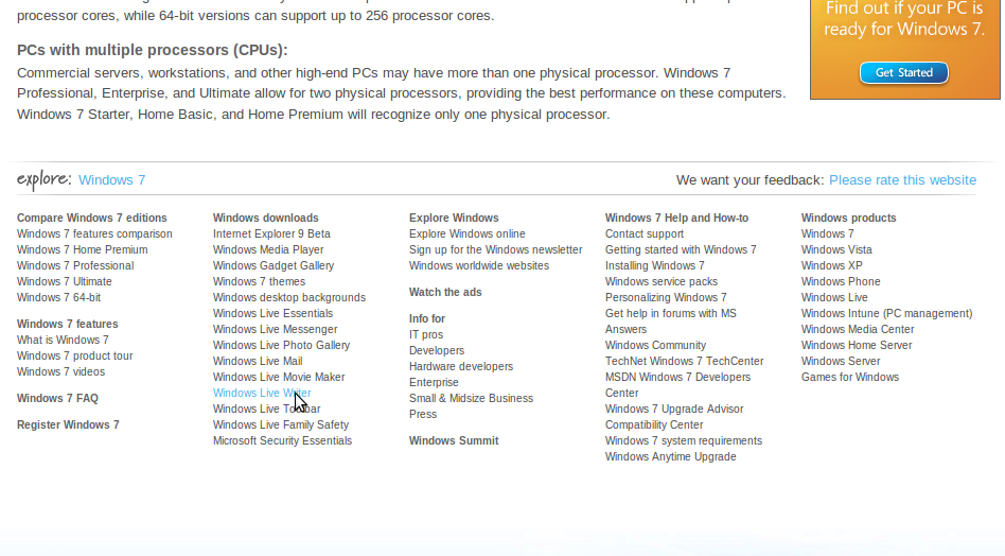 processor cores, while 64-bit versions can support up to 256 processor cores.
PCs with multiple processors (CPUs):
Commercial servers, workstations, and other high-end PCs may have more than one physical processor. Windows 7
Professional, Enterprise, and Ultimate allow for two physical processors, providing the best performance on these computers.
Windows 7 Starter, Home Basic, and Home Premium will recognize only one physical processor.
Find out if your PC is
ready for Windows 7.
Get Started
explore: Windows 7
We want your feedback: Please rate this website
Compare Windows 7 editions
Windows 7 features comparison
Windows 7 Home Premium
Windows 7 Professional
Windows 7 Ultimate
Windows 7 64-bit
Windows 7 features
What is Windows 7
Windows 7 product tour
Windows 7 videos
Windows 7 FAQ
Register Windows 7
Windows downloads
Internet Explorer 9 Beta
Windows Media Player
Windows Gadget Gallery
Windows 7 themes
Windows desktop backgrounds
Windows Live Essentials
Windows Live Messenger
Windows Live Photo Gallery
Windows Live Mail
Windows Live Movie Maker
Windows Live Writer
Windows Live Toolbar
Windows Live Family Safety
Microsoft Security Essentials
Explore Windows
Explore Windows online
Sign up for the Windows newsletter
Windows worldwide websites
Watch the ads
Info for
IT pros
Developers
Hardware developers
Enterprise
Small & Midsize Business
Press
Windows Summit
Windows 7 Help and How-to
Contact support
Getting started with Windows 7
Installing Windows 7
Windows service packs
Personalizing Windows 7
Get help in forums with MS
Answers
Windows Community
TechNet Windows 7 TechCenter
MSDN Windows 7 Developers
Center
Windows 7 Upgrade Advisor
Compatibility Center
Windows 7 system requirements
Windows Anytime Upgrade
Windows products
Windows 7
Windows Vista
Windows XP
Windows Phone
Windows Live
Windows Intune (PC management)
Windows Media Center
Windows Home Server
Windows Server
Games for Windows